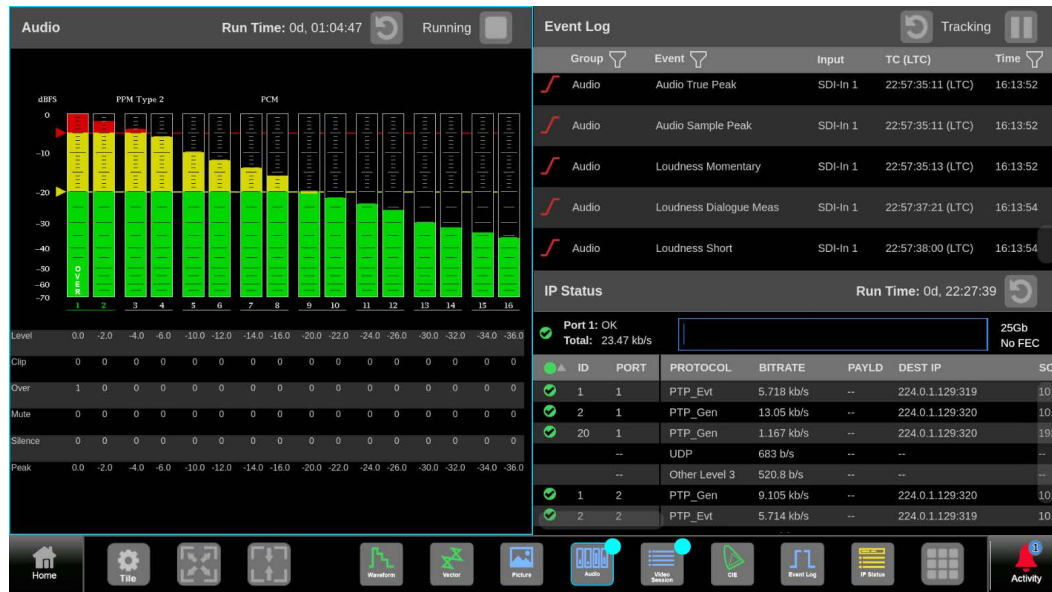 Audio
Run Time: 0d, 01:04:47
Running
dBFS PPM Type 2 PCM
0
-10
-20
-30
-40
-50
-60
-70
OVER
1 2 3 4 5 6 7 8 9 10 11 12 13 14 15 16
Level 0.0 -2.0 -4.0 -6.0 -10.0 -12.0 -14.0 -16.0 -20.0 -22.0 -24.0 -26.0 -30.0 -32.0 -34.0 -36.0
Clip 0 0 0 0 0 0 0 0 0 0 0 0 0 0 0 0
Over 1 0 0 0 0 0 0 0 0 0 0 0 0 0 0 0
Mute 0 0 0 0 0 0 0 0 0 0 0 0 0 0 0 0
Silence 0 0 0 0 0 0 0 0 0 0 0 0 0 0 0 0
Peak 0.0 -2.0 -4.0 -6.0 -10.0 -12.0 -14.0 -16.0 -20.0 -22.0 -24.0 -26.0 -30.0 -32.0 -34.0 -36.0
Event Log
Tracking
Group Event Input TC (LTC) Time
Audio Audio True Peak SDI-In 1 22:57:35:11 (LTC) 16:13:52
Audio Audio Sample Peak SDI-In 1 22:57:35:11 (LTC) 16:13:52
Audio Loudness Momentary SDI-In 1 22:57:35:13 (LTC) 16:13:52
Audio Loudness Dialogue Meas SDI-In 1 22:57:37:21 (LTC) 16:13:54
Audio Loudness Short SDI-In 1 22:57:38:00 (LTC) 16:13:54
IP Status
Run Time: 0d, 22:27:39
Port 1: OK
Total: 23.47 kb/s
25Gb
No FEC
ID PORT PROTOCOL BITRATE PAYLD DEST IP SO
1 1 PTP_Evt 5.718 kb/s -- 224.0.1.129:319 10
2 1 PTP_Gen 13.05 kb/s -- 224.0.1.129:320 10.
20 1 PTP_Gen 1.167 kb/s -- 224.0.1.129:320 19
-- UDP 683 b/s -- -- --
-- Other Level 3 520.8 b/s -- -- --
1 2 PTP_Gen 9.105 kb/s -- 224.0.1.129:320 10
2 2 PTP_Evt 5.714 kb/s -- 224.0.1.129:319 10.
Home
Tile
Waveform
Vector
Picture
Audio
Video Session
CIE
Event Log
IP Status
1
Activity